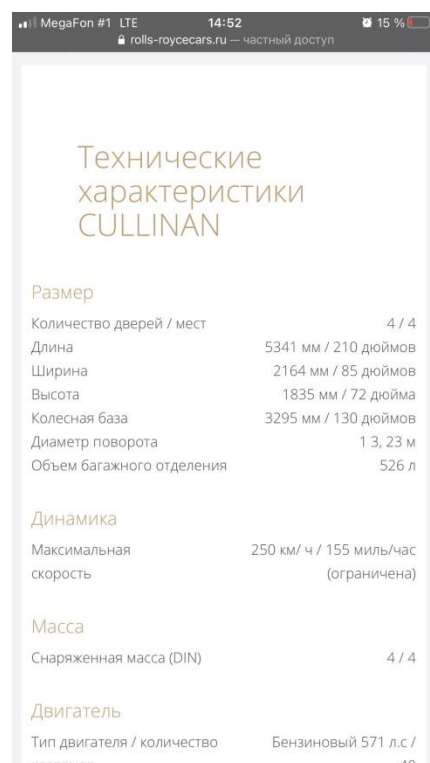 MegaFon #1 LTE 14:52 15 %
rolls-roycecars.ru — частный доступ
Технические
характеристики
CULLINAN
Размер
Количество дверей / мест 4 / 4
Длина 5341 мм / 210 дюймов
Ширина 2164 мм / 85 дюймов
Высота 1835 мм / 72 дюйма
Колесная база 3295 мм / 130 дюймов
Диаметр поворота 1 3, 23 м
Объем багажного отделения 526 л
Динамика
Максимальная 250 км/ ч / 155 миль/час
скорость (ограничена)
Масса
Снаряженная масса (DIN) 4 / 4
Двигатель
Тип двигателя / количество Бензиновый 571 л.с /